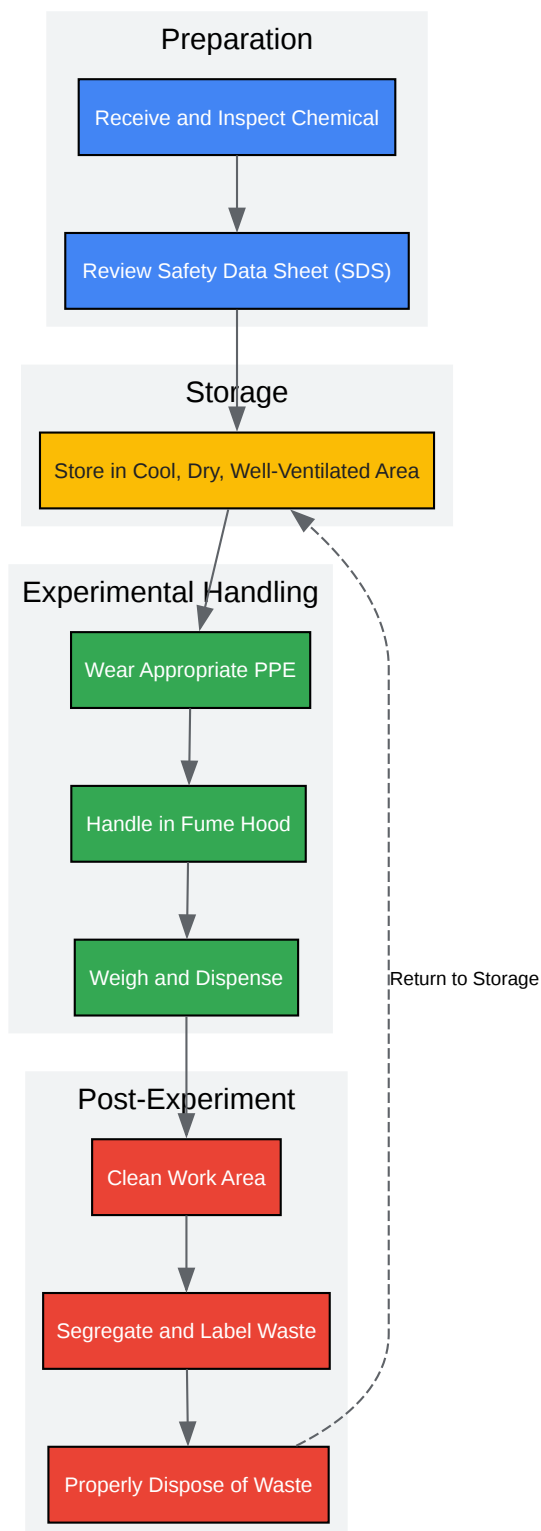 Preparation
Receive and Inspect Chemical
Review Safety Data Sheet (SDS)
Storage
Store in Cool, Dry, Well-Ventilated Area
Experimental Handling
Wear Appropriate PPE
Handle in Fume Hood
Weigh and Dispense
Return to Storage
Post-Experiment
Clean Work Area
Segregate and Label Waste
Properly Dispose of Waste